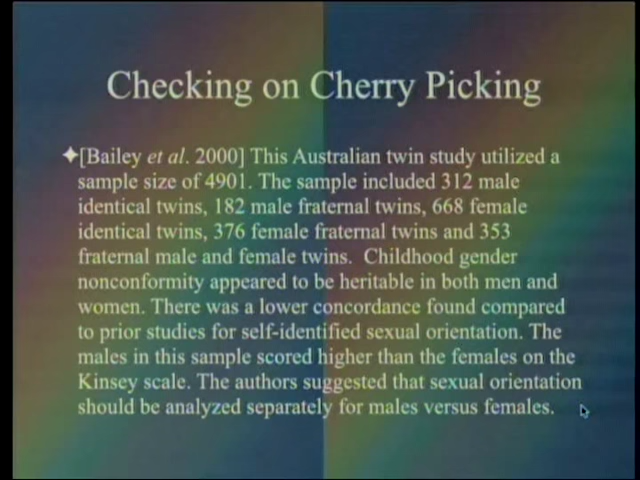 Checking on Cherry Picking
[Bailey et al. 2000] This Australian twin study utilized a
sample size of 4901. The sample included 312 male
identical twins, 182 male fraternal twins, 668 female
identical twins, 376 female fraternal twins and 353
fraternal male and female twins. Childhood gender
nonconformity appeared to be heritable in both men and
women. There was a lower concordance found compared
to prior studies for self-identified sexual orientation. The
males in this sample scored higher than the females on the
Kinsey scale. The authors suggested that sexual orientation
should be analyzed separately for males versus females.